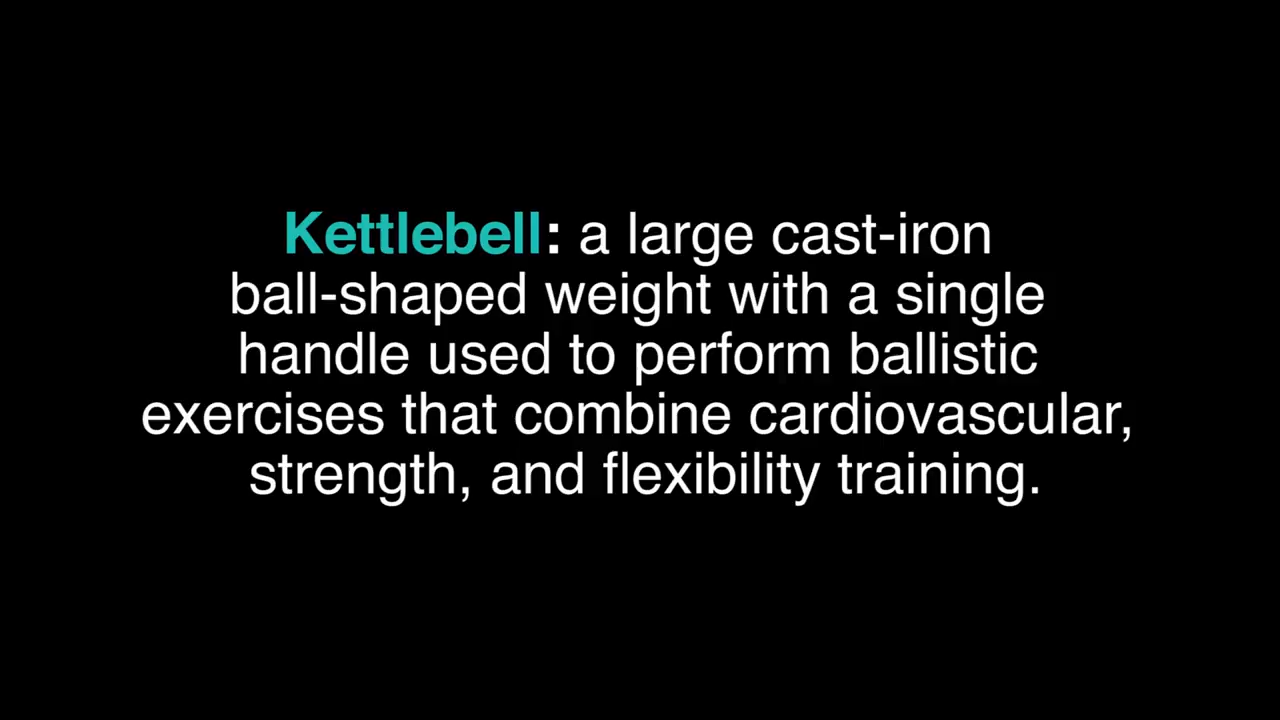 Kettlebell: a large cast-iron
ball-shaped weight with a single
handle used to perform ballistic
exercises that combine cardiovascular,
strength, and flexibility training.